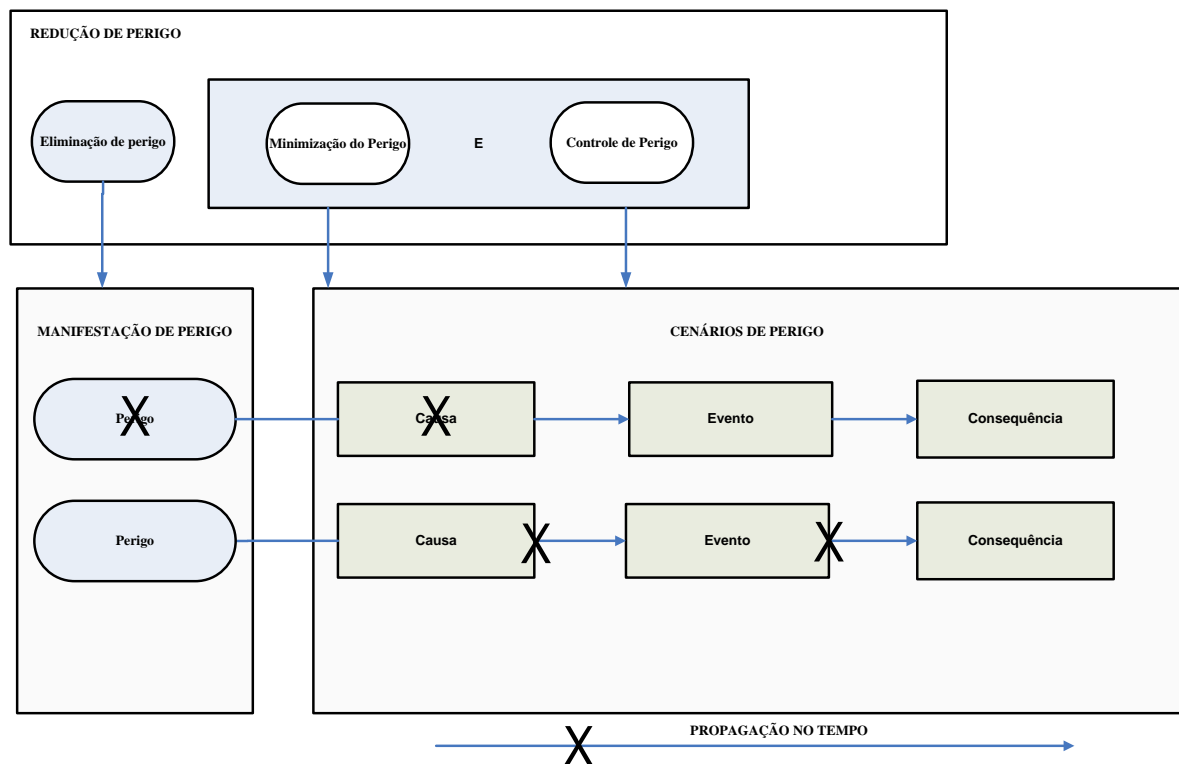 REDUÇÃO DE PERIGO
Eliminação de perigo
Minimização do Perigo
E
Controle de Perigo
MANIFESTAÇÃO DE PERIGO
CENÁRIOS DE PERIGO
Perigo
X
Causa
X
Evento
Consequência
Perigo
Causa
X
Evento
X
Consequência
PROPAGAÇÃO NO TEMPO
X